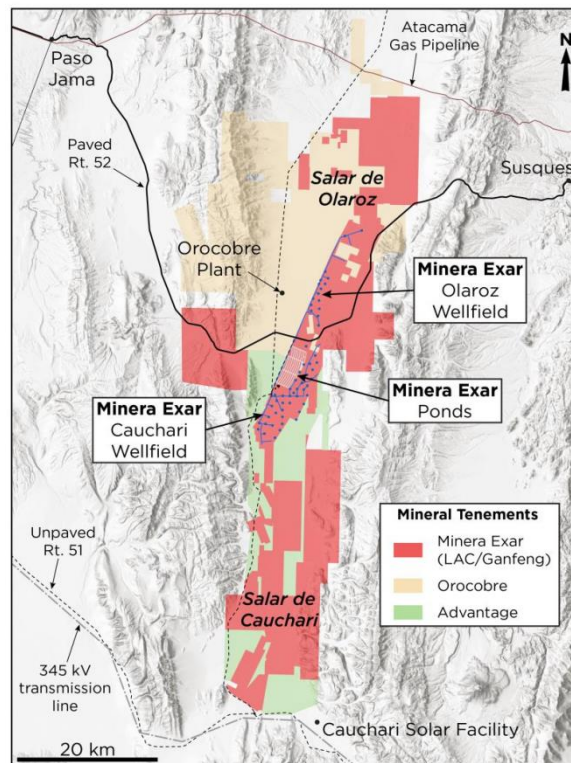 Atacama
Gas Pipeline
N
Paso
Jama
Paved
Rt. 52
Susques
Salar de
Olaroz
Orocobre
Plant
Minera Exar
Olaroz
Wellfield
Minera Exar
Ponds
Minera Exar
Cauchari
Wellfield
Unpaved
Rt. 51
Mineral Tenements
Minera Exar
(LAC/Ganfeng)
Orocobre
Advantage
Salar de
Cauchari
345 kV
transmission
line
Cauchari Solar Facility
20 km